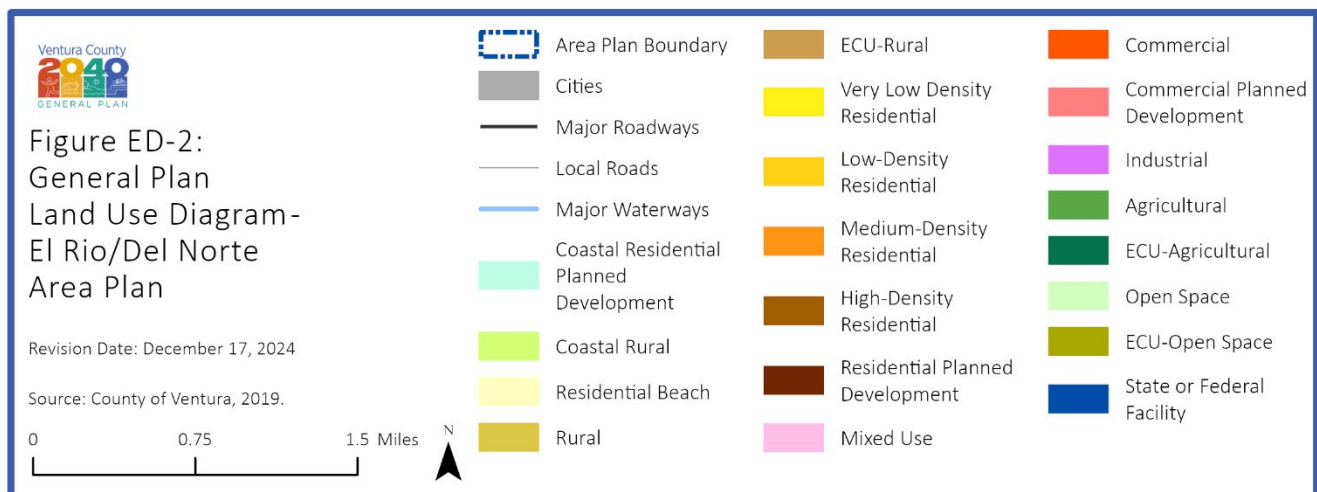 Ventura County
2040
GENERAL PLAN
Figure ED-2:
General Plan
Land Use Diagram-
El Rio/Del Norte
Area Plan
Revision Date: December 17, 2024
Source: County of Ventura, 2019.
0 0.75 1.5 Miles
N
Area Plan Boundary
Cities
Major Roadways
Local Roads
Major Waterways
Coastal Residential
Planned
Development
Coastal Rural
Residential Beach
Rural
ECU-Rural
Very Low Density
Residential
Low-Density
Residential
Medium-Density
Residential
High-Density
Residential
Residential Planned
Development
Mixed Use
Commercial
Commercial Planned
Development
Industrial
Agricultural
ECU-Agricultural
Open Space
ECU-Open Space
State or Federal
Facility